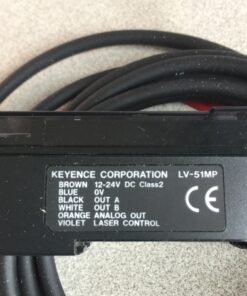 KEYENCE CORPORATION LV-51MP
BROWN 12-24V DC Class2
BLUE 0V
BLACK OUT A
WHITE OUT B
ORANGE ANALOG OUT
VIOLET LASER CONTROL
CE